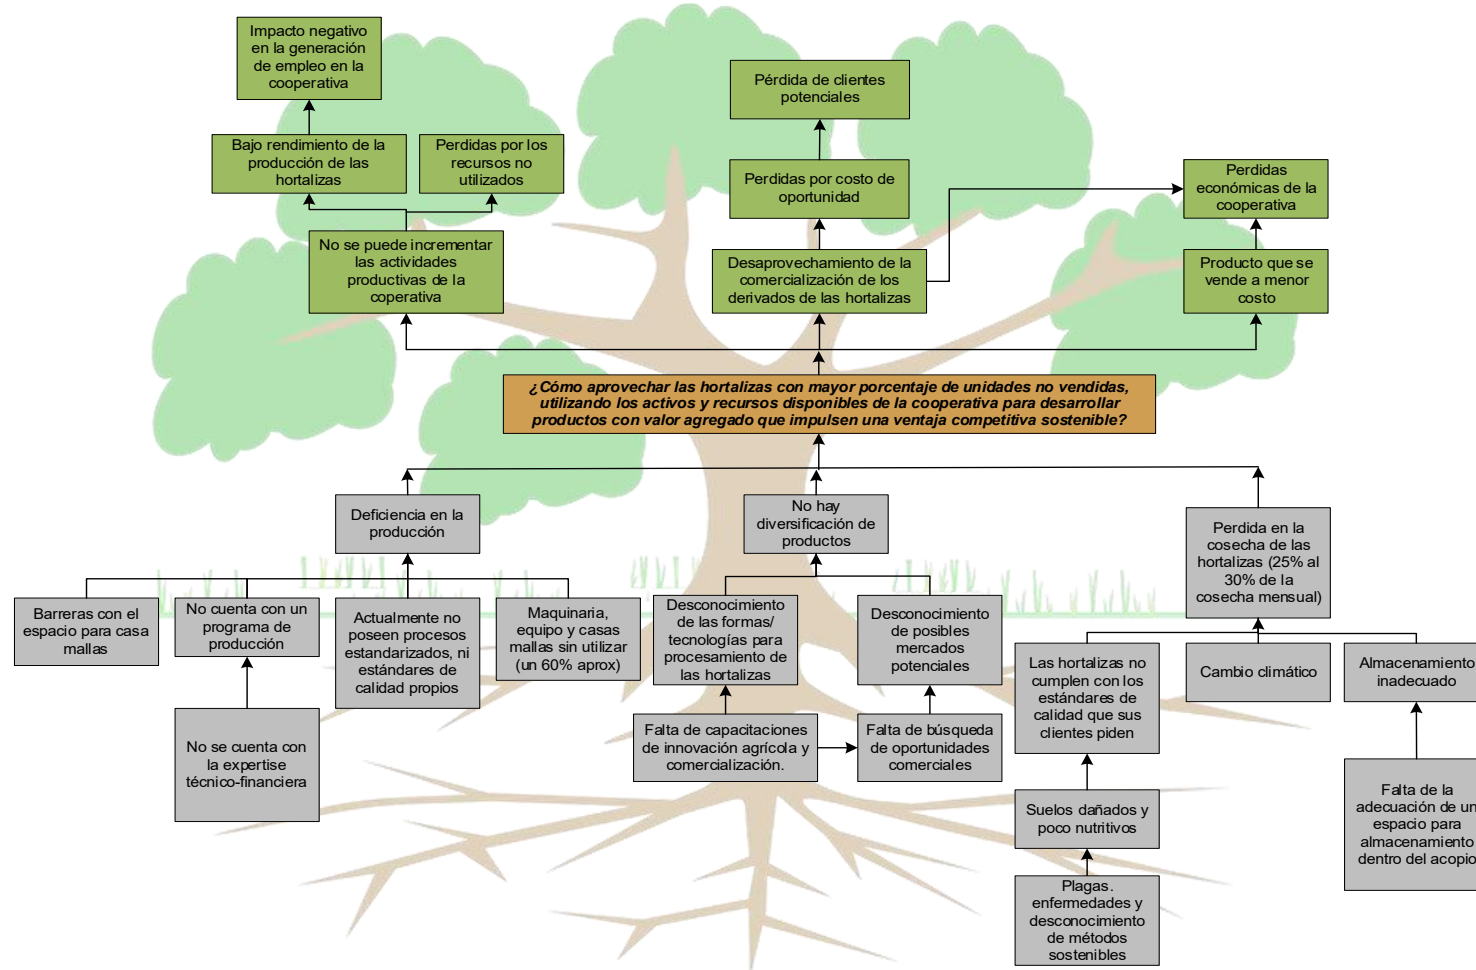 Impacto negativo
en la generación
de empleo en la
cooperativa
Pérdida de clientes
potenciales
Bajo rendimiento de la
producción de las
hortalizas
Perdidas por los
recursos no
utilizados
Perdidas por costo de
oportunidad
Perdidas
económicas de la
cooperativa
No se puede incrementar
las actividades
productivas de la
coperativa
Desaprovechamiento de la
comercialización de los
derivados de las hortalizas
Producto que se
vende a menor
costo
¿Cómo aprovechar las hortalizas con mayor porcentaje de unidades no vendidas,
utilizando los activos y recursos disponibles de la cooperativa para desarrollar
productos con valor agregado que impulsen una ventaja competitiva sostenible?
Deficiencia en la
producción
No hay
diversificación de
productos
Perdida en la
cosecha de las
hortalizas (25% al
30% de la
cosecha mensual)
Barreras con el
espacio para casa
mallas
No cuenta con un
programa de
producción
Actualmente no
poseen procesos
estandarizados, ni
estándares de
calidad propios
Maquinaria,
equipo y casas
mallas sin utilizar
(un 60% aprox)
Desconocimiento
de las formas/
tecnologías para
procesamiento de
las hortalizas
Desconocimiento
de posibles
mercados
potenciales
Las hortalizas no
cumplen con los
estándares de
calidad que sus
clientes piden
Cambio climático
Almacenamiento
inadecuado
No se cuenta con
la expertise
técnico-financiera
Falta de capacitaciones
de innovación agrícola y
comercialización.
Falta de búsqueda
de oportunidades
comerciales
Suelos dañados y
poco nutritivos
Falta de la
adecuación de un
espacio para
almacenamiento
dentro del acopio
Plagas.
enfermedades y
desconocimiento
de métodos
sostenibles